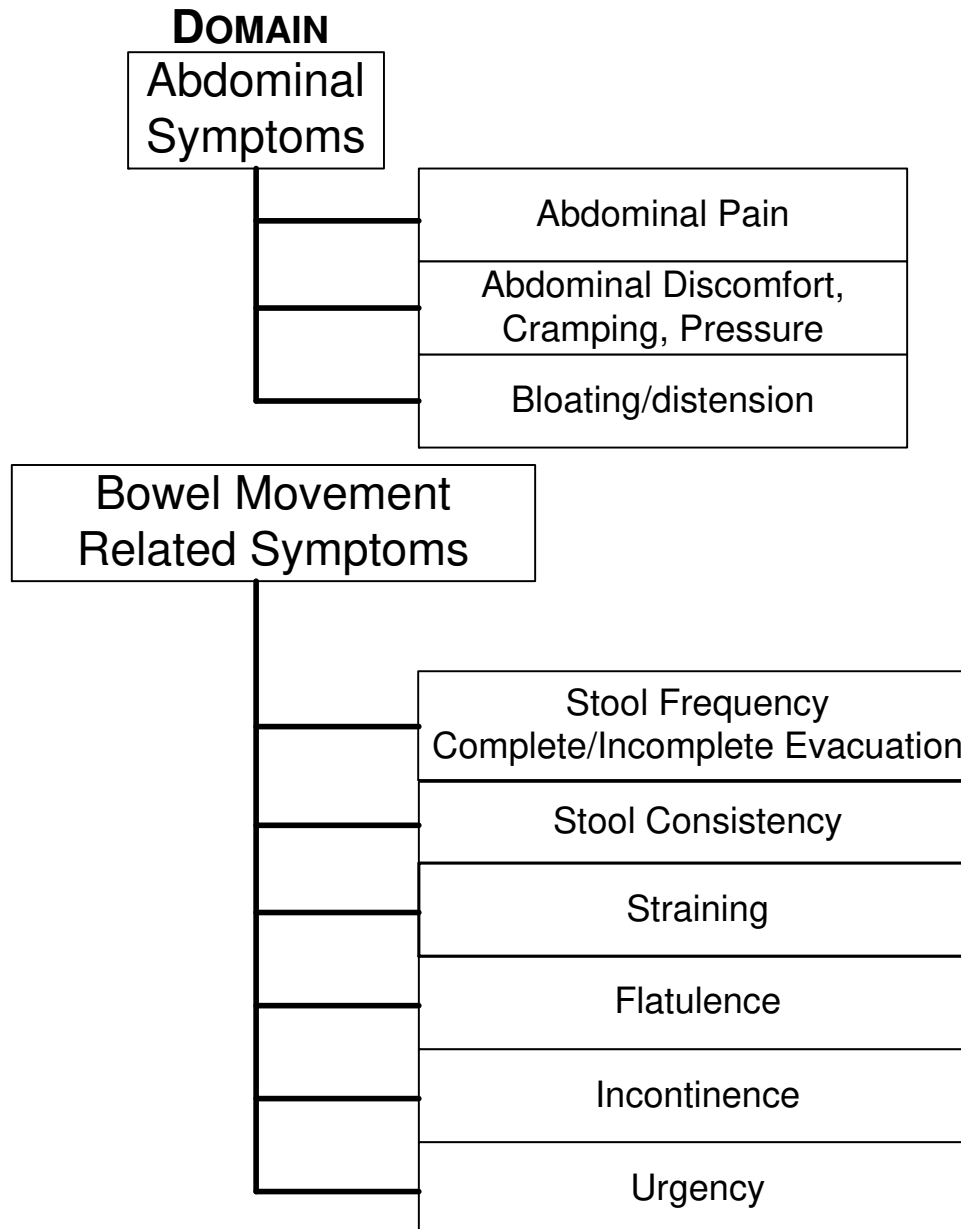 DOMAIN
Abdominal
Symptoms
Abdominal Pain
Abdominal Discomfort,
Cramping, Pressure
Bloating/distension
Bowel Movement
Related Symptoms
Stool Frequency
Complete/Incomplete Evacuation
Stool Consistency
Straining
Flatulence
Incontinence
Urgency